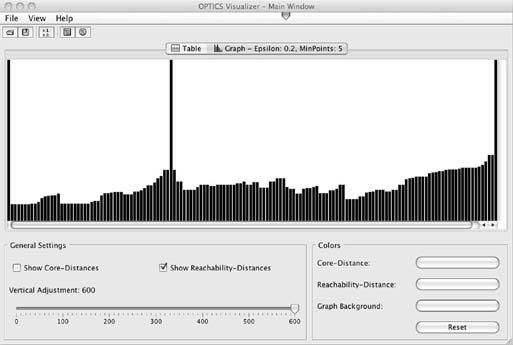 OPTICS Visualizer - Main Window
File View Help
Table Graph - Epsilon: 0.2, MinPoints: 5
General Settings
Show Core-Distances Show Reachability-Distances
Vertical Adjustment: 600
0 100 200 300 400 500 600
Colors
Core-Distance:
Reachability-Distance:
Graph Background:
Reset